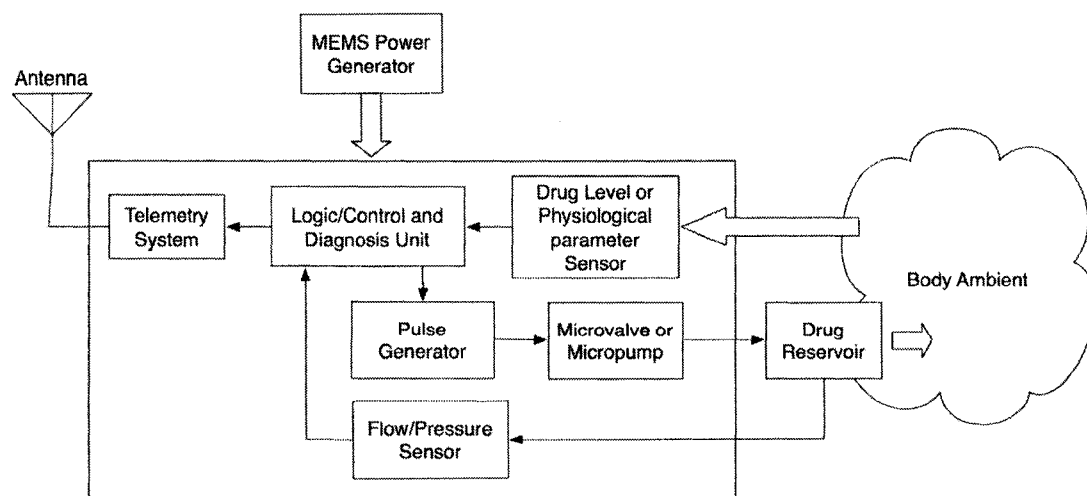 MEMS Power
Generator
Antenna
Telemetry
System
Logic/Control and
Diagnosis Unit
Drug Level or
Physiological
parameter
Sensor
Body Ambient
Pulse
Generator
Microvalve or
Micropump
Drug
Reservoir
Flow/Pressure
Sensor